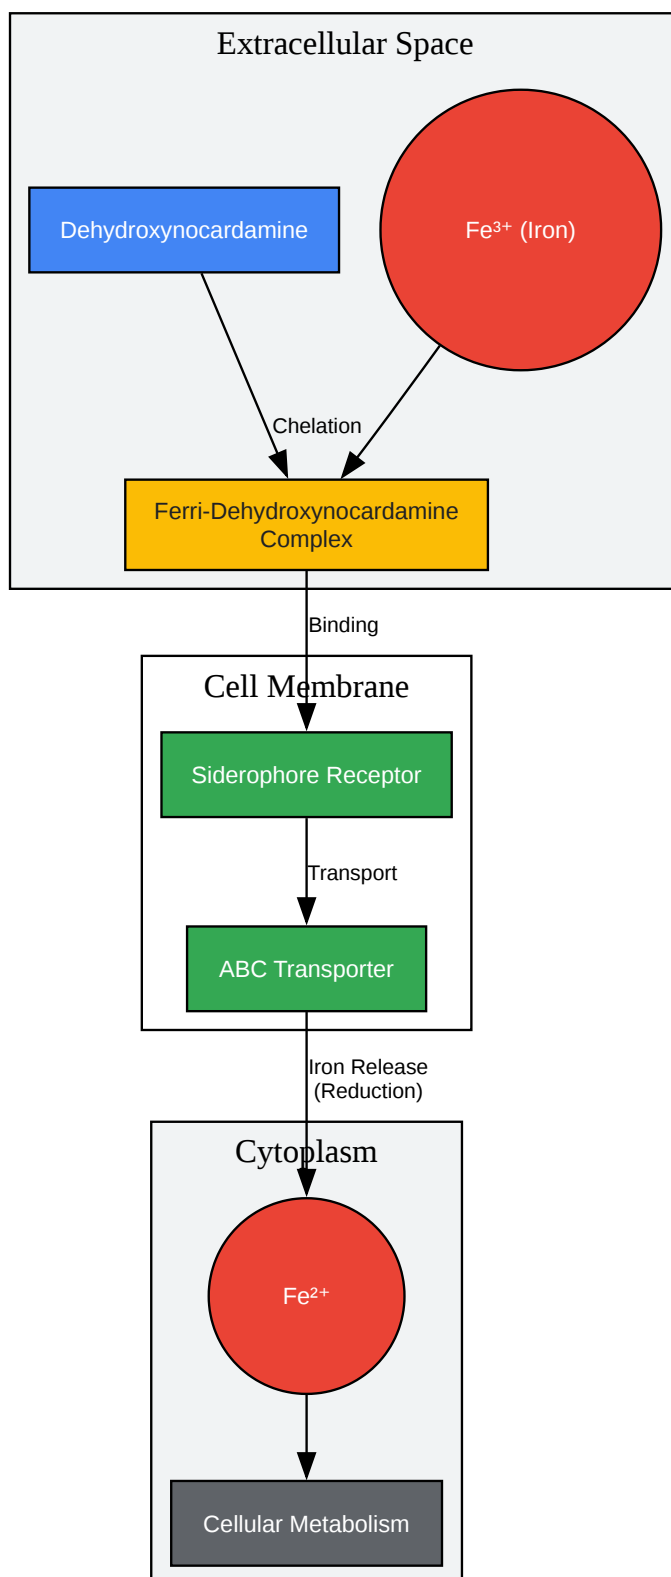 Extracellular Space
Dehydroxynocardamine
Fe³⁺ (Iron)
Chelation
Ferri-Dehydroxynocardamine
Complex
Binding
Cell Membrane
Siderophore Receptor
Transport
ABC Transporter
Iron Release
(Reduction)
Cytoplasm
Fe²⁺
Cellular Metabolism